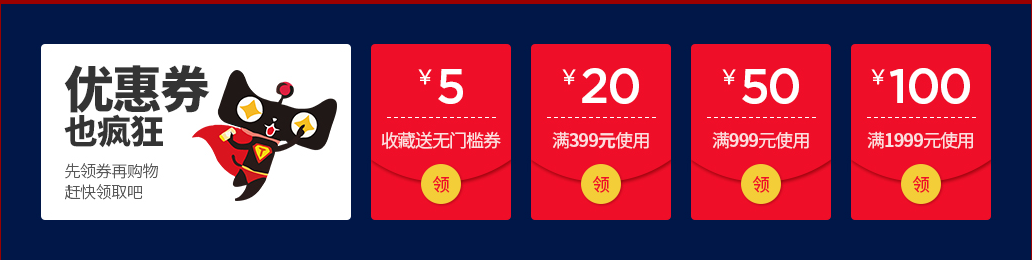 优惠券
也疯狂
先领券再购物
赶快领取吧
T
¥5
收藏送无门槛券
领
¥20
满399元使用
领
¥50
满999元使用
领
¥100
满1999元使用
领